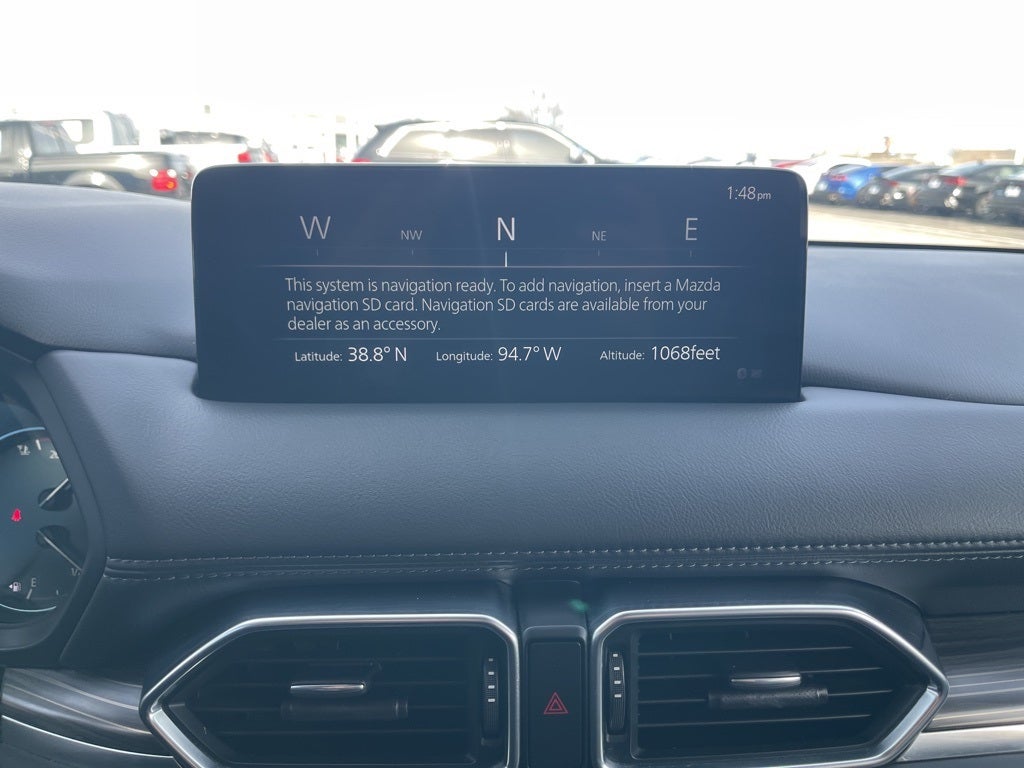 1:48pm
W NW N NE E
This system is navigation ready. To add navigation, insert a Mazda
navigation SD card. Navigation SD cards are available from your
dealer as an accessory.
Latitude: 38.8° N Longitude: 94.7° W Altitude: 1068feet
E